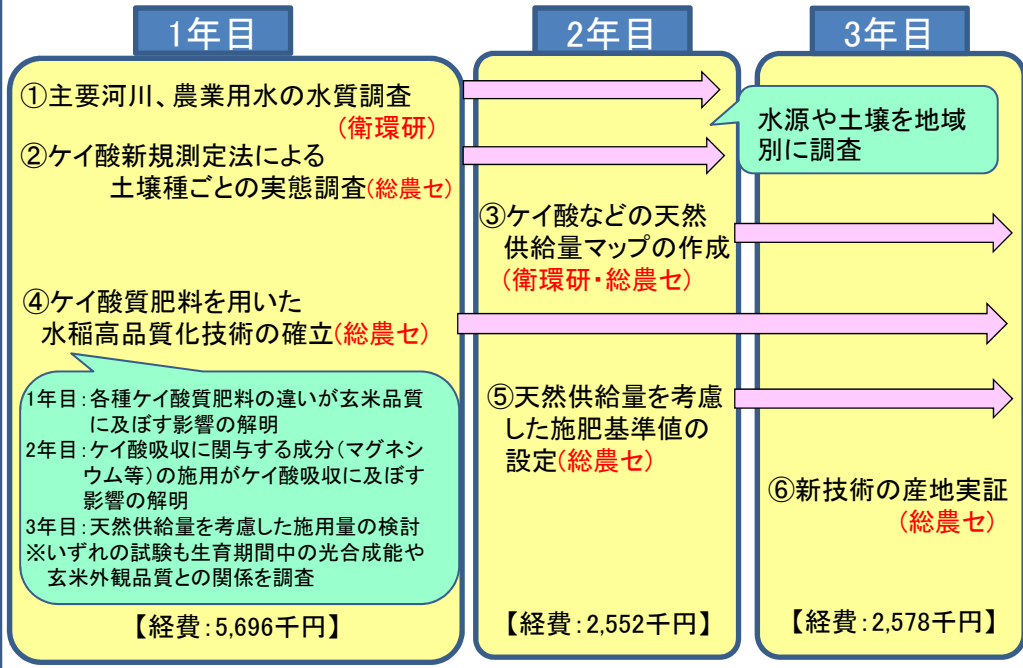 1年目
①主要河川、農業用水の水質調査
(衛環研)
②ケイ酸新規測定法による
土壌種ごとの実態調査(総農セ)
④ケイ酸質肥料を用いた
水稲高品質化技術の確立(総農セ)
1年目:各種ケイ酸質肥料の違いが玄米品質
に及ぼす影響の解明
2年目:ケイ酸吸収に関与する成分(マグネシ
ウム等)の施用がケイ酸吸収に及ぼす
影響の解明
3年目:天然供給量を考慮した施用量の検討
※いずれの試験も生育期間中の光合成能や
玄米外観品質との関係を調査
【経費:5,696千円】
2年目
③ケイ酸などの天然
供給量マップの作成
(衛環研・総農セ)
⑤天然供給量を考慮
した施肥基準値の
設定(総農セ)
【経費:2,552千円】
3年目
水源や土壌を地域
別に調査
⑥新技術の産地実証
(総農セ)
【経費:2,578千円】